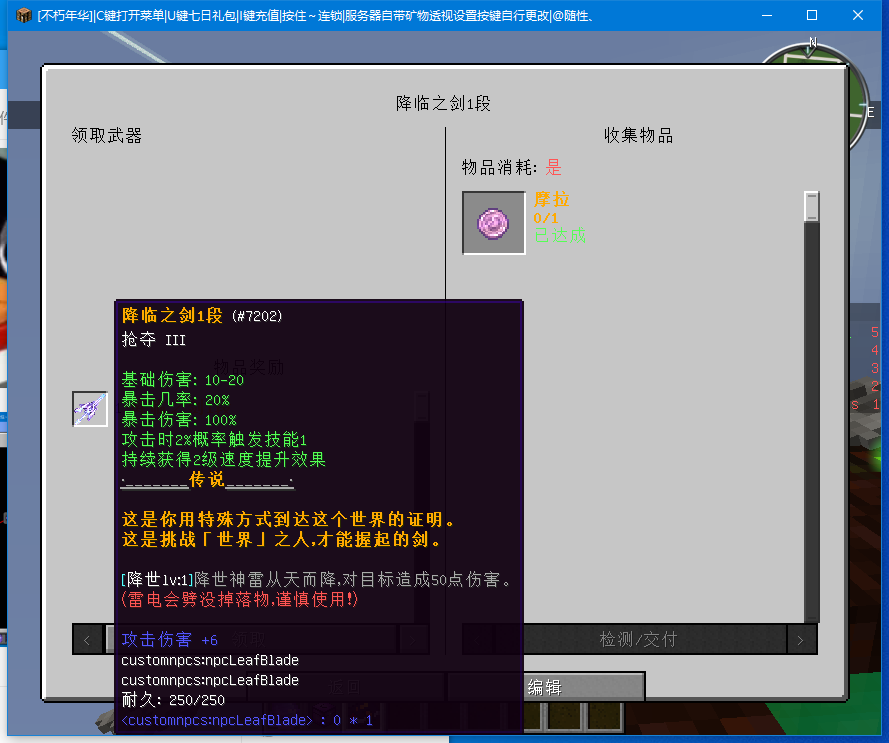 [不朽年华]|C键打开菜单|U键七日礼包|I键充值|按住~连锁|服务器自带矿物透视设置按键自行更改|@随性、
N
E
降临之剑1段
领取武器
收集物品
物品消耗: 是
摩拉
0/1
已达成
降临之剑1段 (#7202)
抢夺 III
物品奖励
基础伤害: 10-20
暴击几率: 20%
暴击伤害: 100%
攻击时2%概率触发技能1
持续获得2级速度提升效果
·_______传说_______·
这是你用特殊方式到达这个世界的证明。
这是挑战「世界」之人,才能握起的剑。
[降世lv:1]降世神雷从天而降,对目标造成50点伤害。
(雷电会劈没掉落物,谨慎使用!)
攻击伤害 +6
customnpcs:npcLeafBlade
customnpcs:npcLeafBlade
耐久: 250/250
<customnpcs:npcLeafBlade> : 0 * 1
<
领取
检测/交付
>
返回
编辑
5
4
3
2
s 1